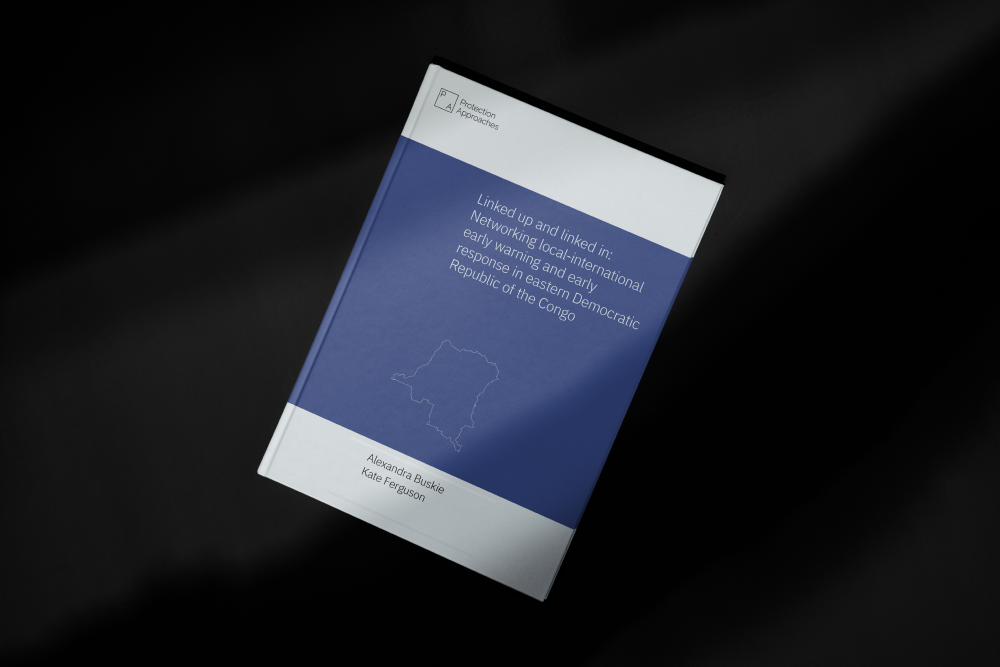 P
A
Protection
Approaches
Linked up and linked in:
Networking local-international
early warning and early
response in eastern Democratic
Republic of the Congo
Alexandra Buskie
Kate Ferguson